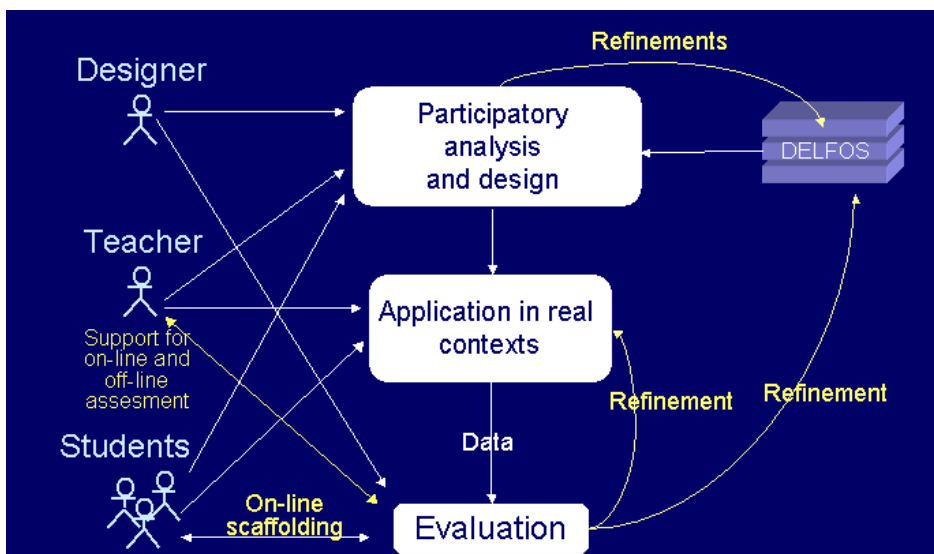 Refinements
Designer
Participatory
analysis
and design
DELFOS
Teacher
Application in real
contexts
Support for
on-line and
off-line
assesment
Refinement
Refinement
Data
Students
On-line
scaffolding
Evaluation